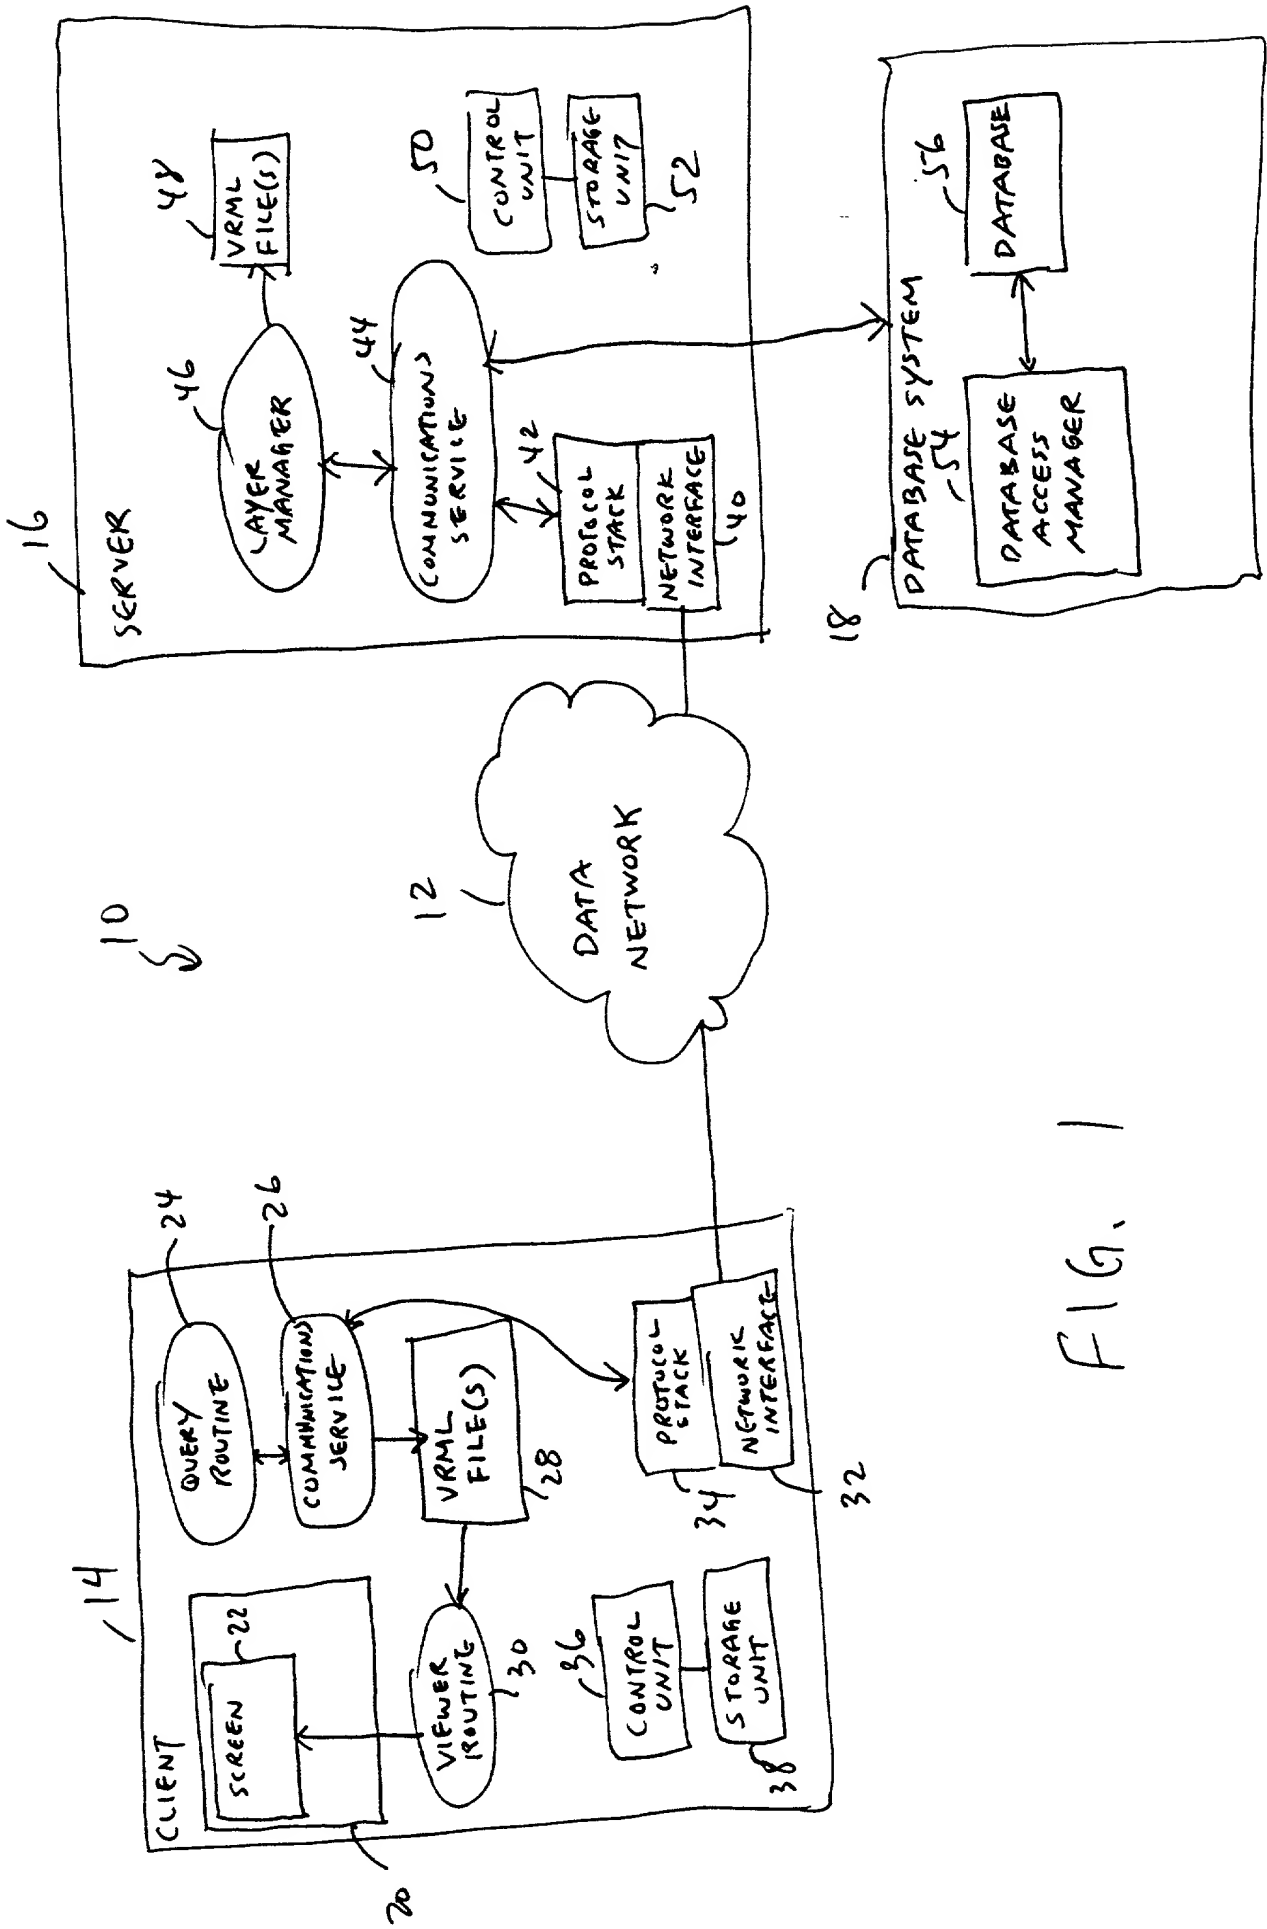 10
14
CLIENT
20
SCREEN
22
24
QUERY
ROUTINE
26
COMMUNICATIONS
SERVICE
VRML
FILE(S)
28
VIEWER
ROUTINE
30
36
CONTROL
UNIT
STORAGE
UNIT
38
34
PROTOCOL
STACK
NETWORK
INTERFACE
32
12
DATA
NETWORK
16
SERVER
46
LAYER
MANAGER
48
VRML
FILE(S)
44
COMMUNICATIONS
SERVICE
42
PROTOCOL
STACK
NETWORK
INTERFACE
40
50
CONTROL
UNIT
STORAGE
UNIT
52
18
DATABASE SYSTEM
54
DATABASE
ACCESS
MANAGER
56
DATABASE
FIG. 1